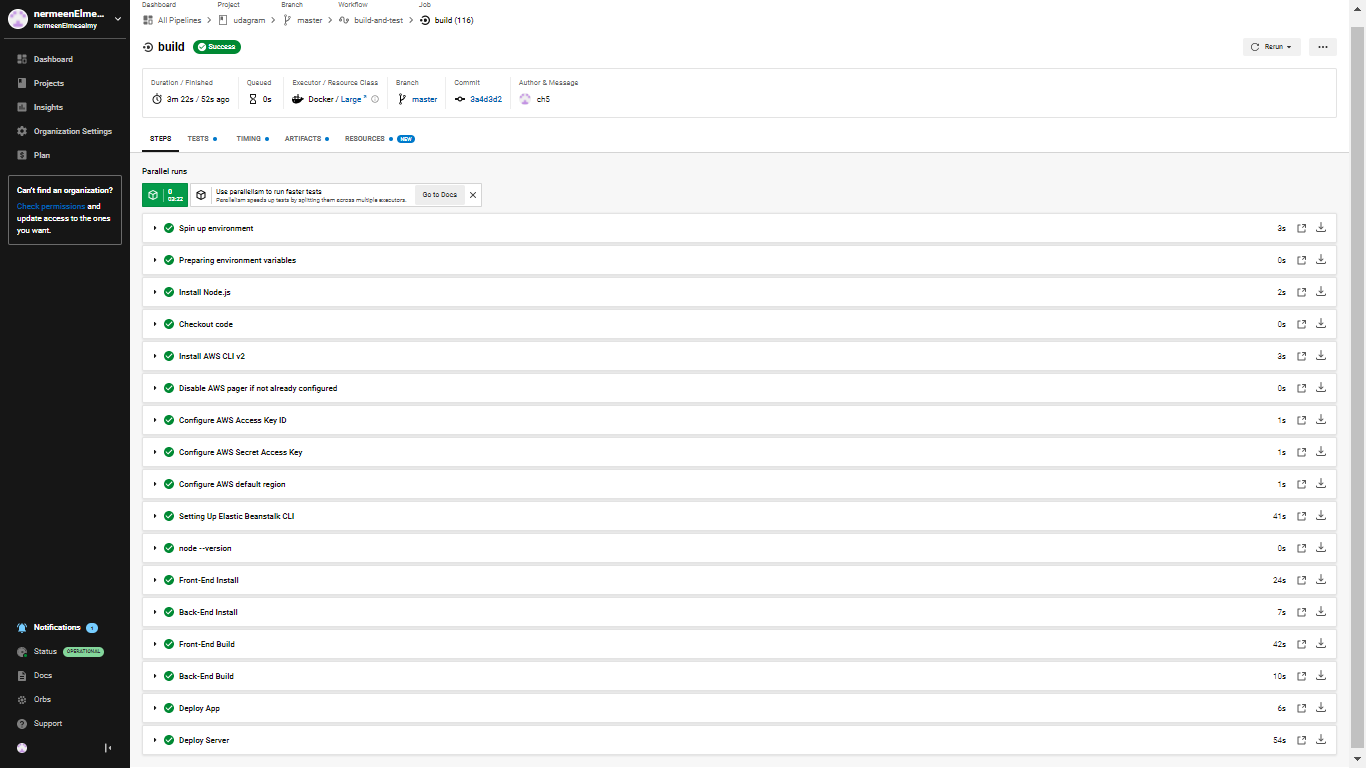 nermeenElme...
nermeenElmesalmy
Dashboard
Projects
Insights
Organization Settings
Plan
Can't find an organization?
Check permissions and
update access to the ones
you want.
Notifications 1
Status OPERATIONAL
Docs
Orbs
Support
Dashboard Project Branch Workflow Job
All Pipelines udagram master build-and-test build (116)
build Success Rerun
Duration / Finished Queued Executor / Resource Class Branch Commit Author & Message
3m 22s / 52s ago 0s Docker / Large master 3a4d3d2 ch5
STEPS TESTS TIMING ARTIFACTS RESOURCES NEW
Parallel runs
0
03:22
Use parallelism to run faster tests
Parallelism speeds up tests by splitting them across multiple executors.
Go to Docs
Spin up environment 3s
Preparing environment variables 0s
Install Node.js 2s
Checkout code 0s
Install AWS CLI v2 3s
Disable AWS pager if not already configured 0s
Configure AWS Access Key ID 1s
Configure AWS Secret Access Key 1s
Configure AWS default region 1s
Setting Up Elastic Beanstalk CLI 41s
node --version 0s
Front-End Install 24s
Back-End Install 7s
Front-End Build 42s
Back-End Build 10s
Deploy App 6s
Deploy Server 54s